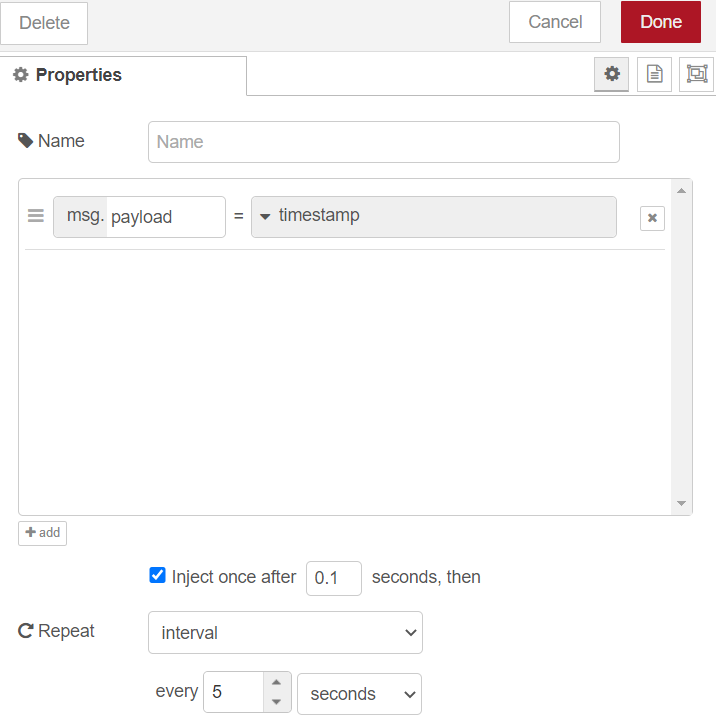 Delete
Cancel
Done
Properties
Name
Name
msg. payload = timestamp
add
Inject once after 0.1 seconds, then
Repeat
interval
every 5 seconds